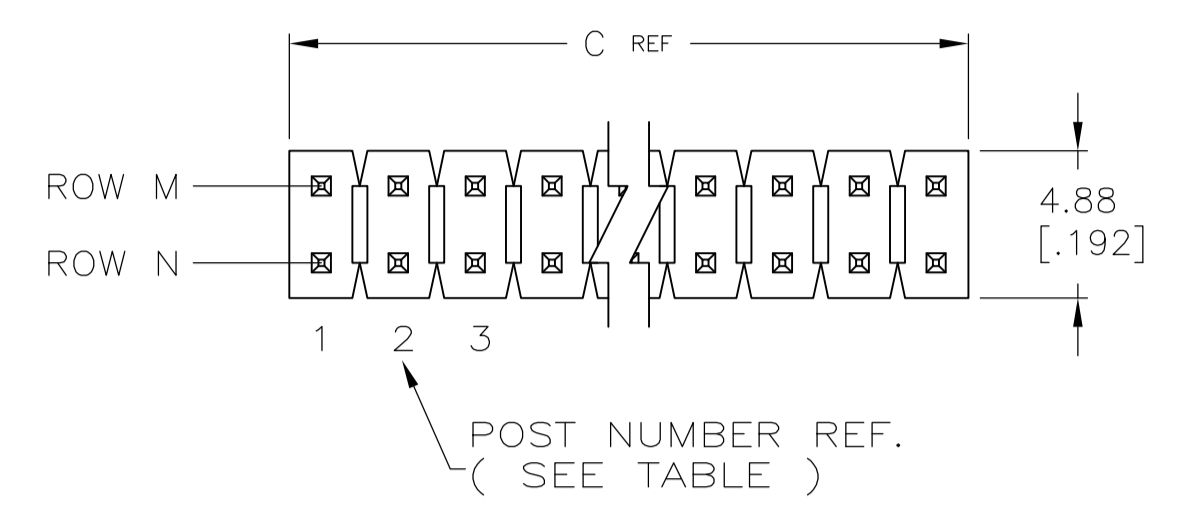 C REF
ROW M
ROW N
4.88
[.192]
1 2 3
POST NUMBER REF.
( SEE TABLE )